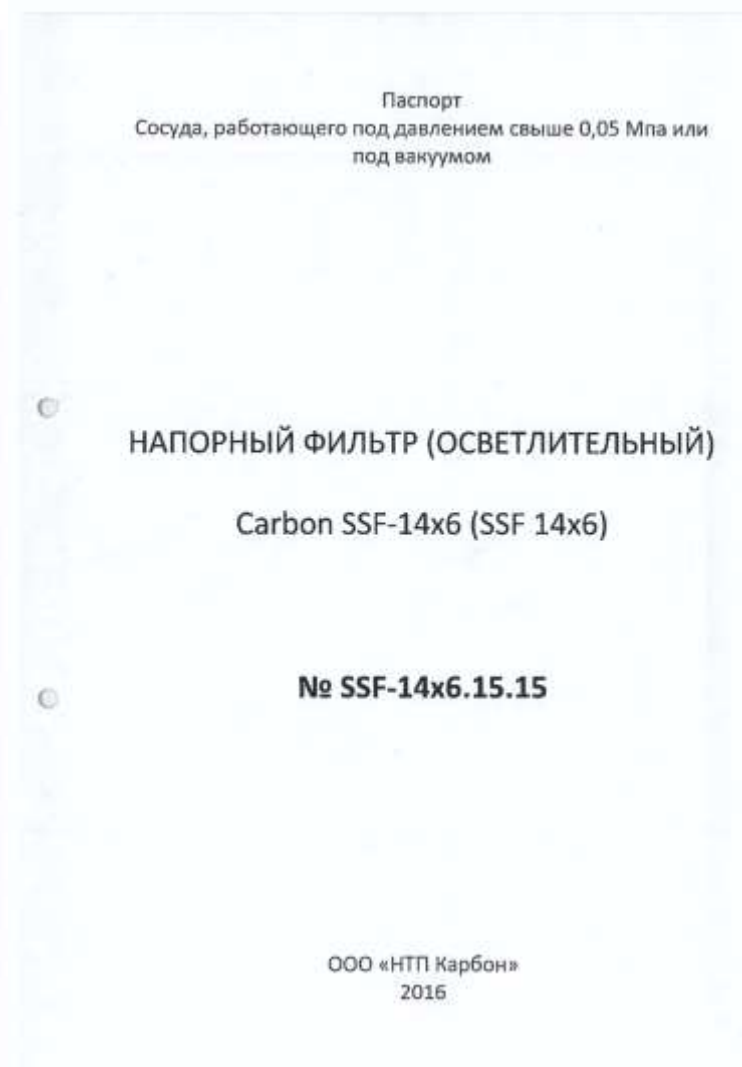 Паспорт
Сосуда, работающего под давлением свыше 0,05 Мпа или
под вакуумом
НАПОРНЫЙ ФИЛЬТР (ОСВЕТЛИТЕЛЬНЫЙ)
Carbon SSF-14x6 (SSF 14x6)
№ SSF-14x6.15.15
ООО «НТП Карбон»
2016